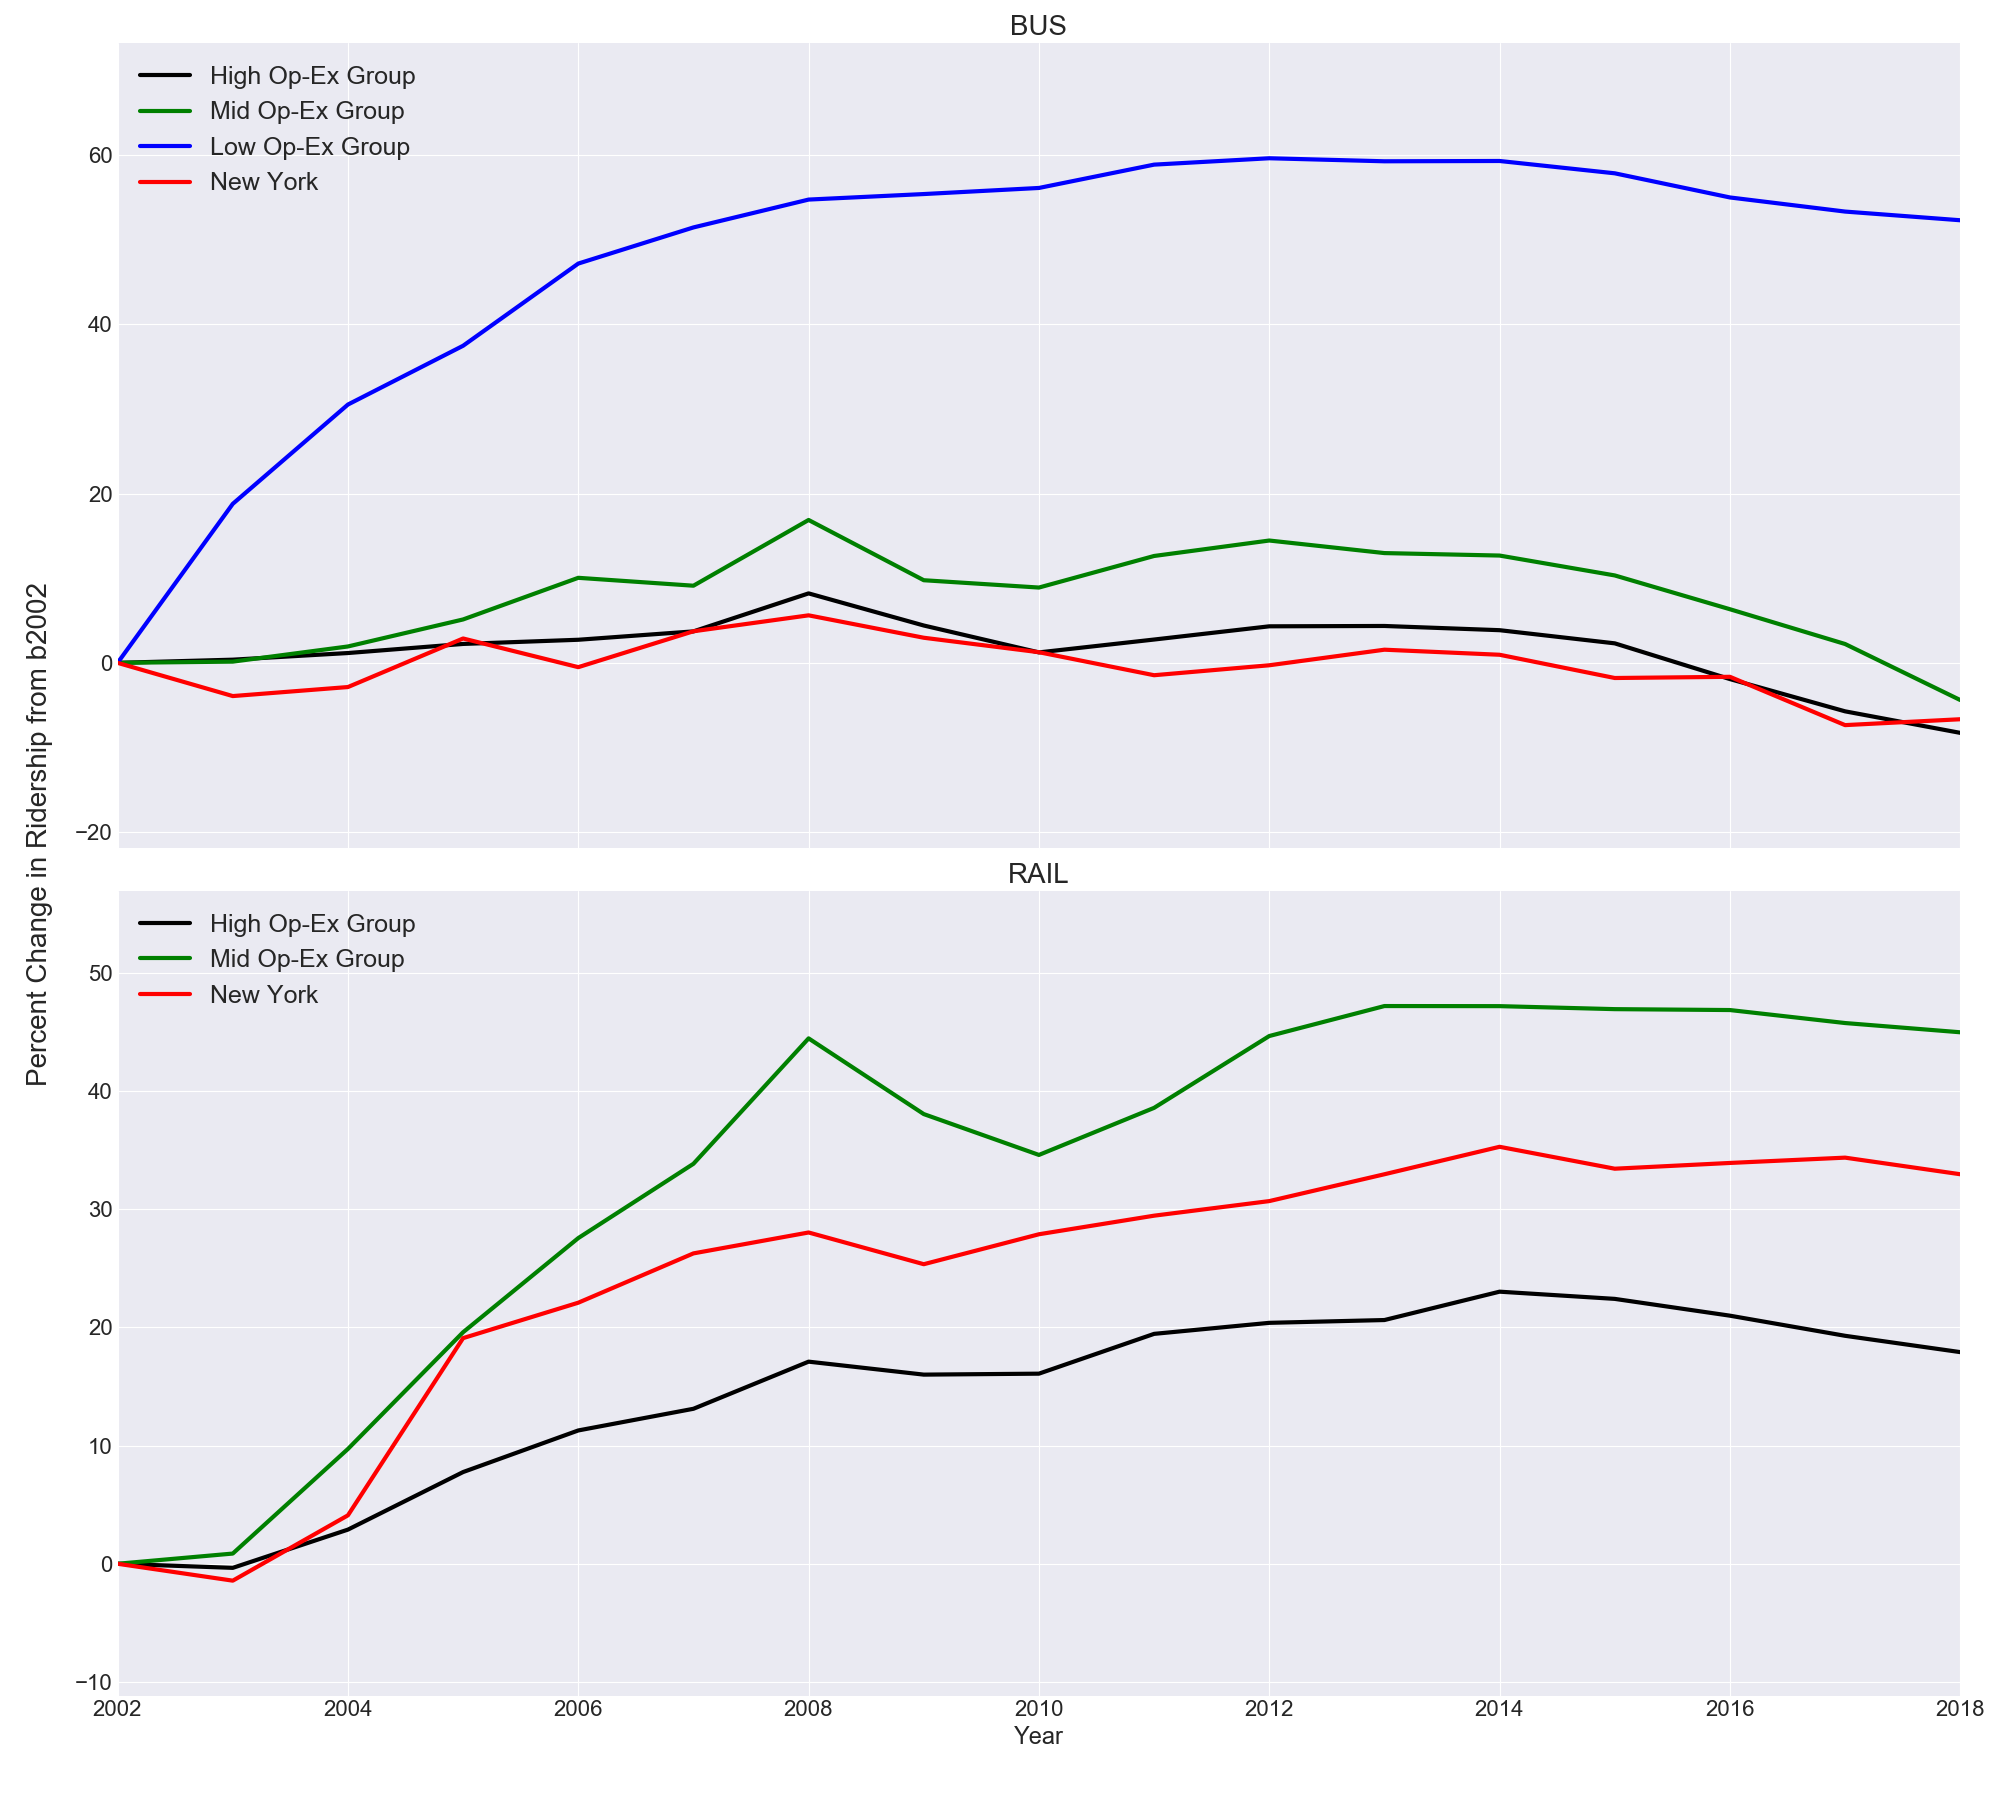 BUS
High Op-Ex Group
Mid Op-Ex Group
Low Op-Ex Group
New York
60
40
20
0
−20
Percent Change in Ridership from b2002
RAIL
High Op-Ex Group
Mid Op-Ex Group
New York
50
40
30
20
10
0
−10
2002 2004 2006 2008 2010 2012 2014 2016 2018
Year